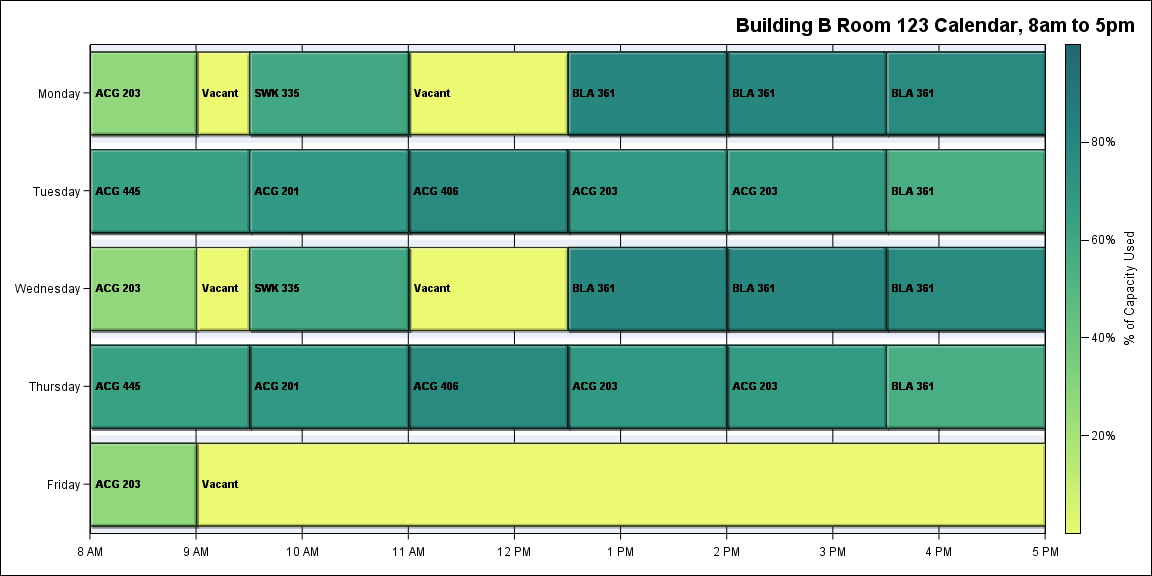 Building B Room 123 Calendar, 8am to 5pm
Monday
ACG 203
Vacant
SWK 335
Vacant
BLA 361
BLA 361
BLA 361
Tuesday
ACG 445
ACG 201
ACG 406
ACG 203
ACG 203
BLA 361
Wednesday
ACG 203
Vacant
SWK 335
Vacant
BLA 361
BLA 361
BLA 361
Thursday
ACG 445
ACG 201
ACG 406
ACG 203
ACG 203
BLA 361
Friday
ACG 203
Vacant
8 AM
9 AM
10 AM
11 AM
12 PM
1 PM
2 PM
3 PM
4 PM
5 PM
80%
60%
40%
20%
% of Capacity Used